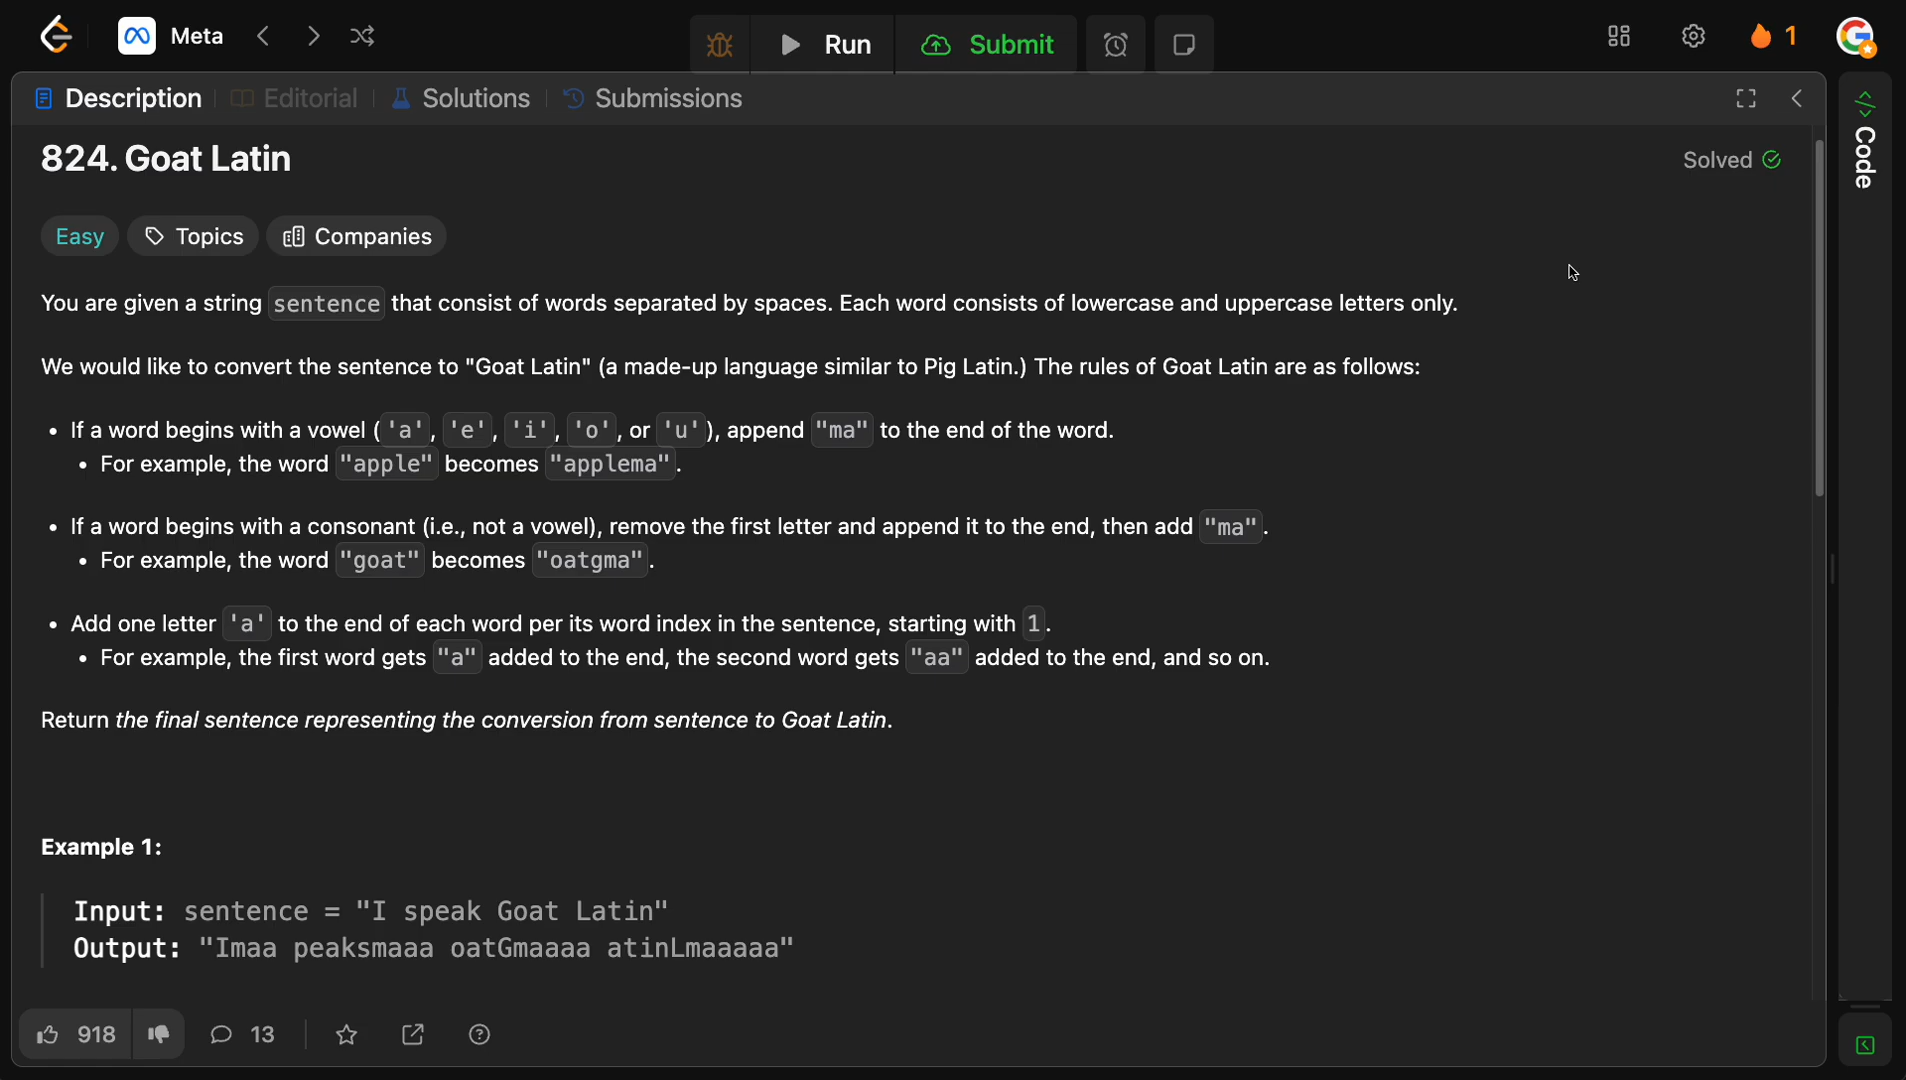 Meta
Run
Submit
1
Description
Editorial
Solutions
Submissions
Code
824. Goat Latin
Solved
Easy
Topics
Companies
You are given a string sentence that consist of words separated by spaces. Each word consists of lowercase and uppercase letters only.
We would like to convert the sentence to "Goat Latin" (a made-up language similar to Pig Latin.) The rules of Goat Latin are as follows:
• If a word begins with a vowel ('a', 'e', 'i', 'o', or 'u'), append "ma" to the end of the word.
• For example, the word "apple" becomes "applema".
• If a word begins with a consonant (i.e., not a vowel), remove the first letter and append it to the end, then add "ma".
• For example, the word "goat" becomes "oatgma".
• Add one letter 'a' to the end of each word per its word index in the sentence, starting with 1.
• For example, the first word gets "a" added to the end, the second word gets "aa" added to the end, and so on.
Return the final sentence representing the conversion from sentence to Goat Latin.
Example 1:
Input: sentence = "I speak Goat Latin"
Output: "Imaa peaksmaaa oatGmaaaa atinLmaaaaa"
918
13